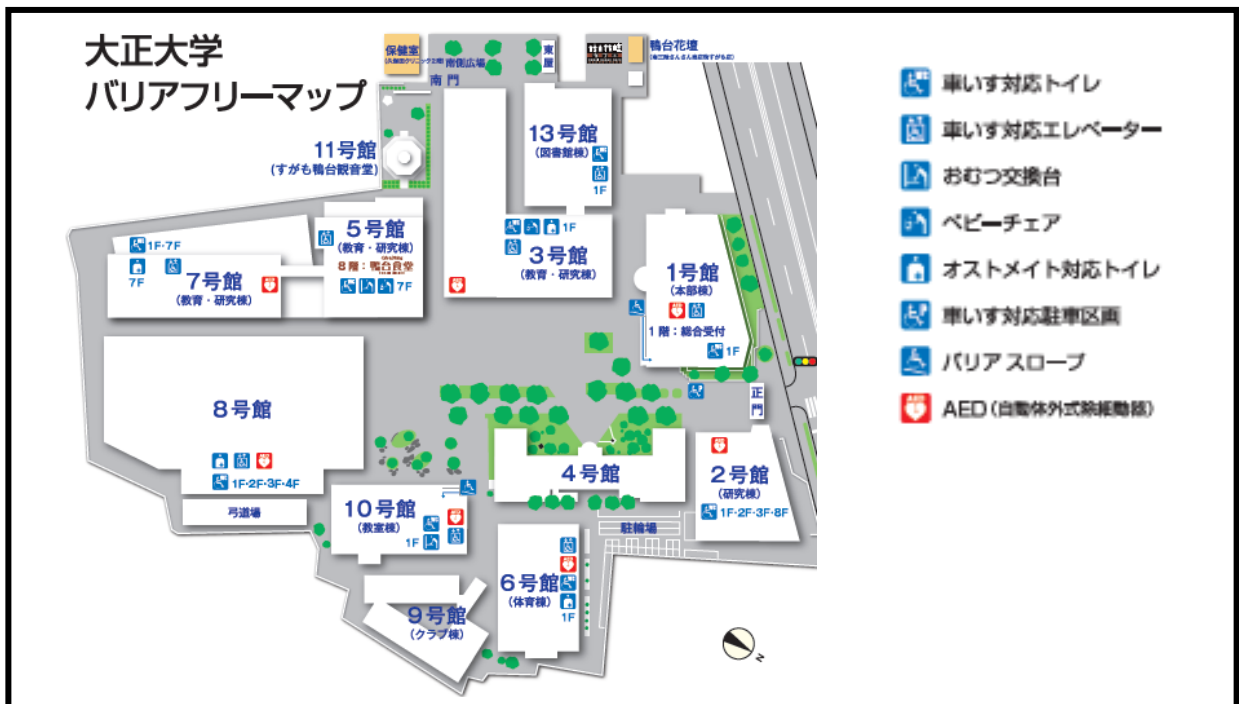 大正大学
バリアフリーマップ
保健室
南側広場
東屋
鴨台花壇
南門
車いす対応トイレ
車いす対応エレベーター
おむつ交換台
ベビーチェア
オストメイト対応トイレ
車いす対応駐車区画
バリアスロープ
AED(自動体外式除細動器)
11号館
(すがも鴨台観音堂)
13号館
(図書館棟)
1F
5号館
(教育・研究棟)
8階:鴨台食堂
7F
1F・7F
7F
7号館
(教育・研究棟)
1F
3号館
(教育・研究棟)
1号館
(本部棟)
AED
1階:総合受付
1F
正門
8号館
1F・2F・3F・4F
弓道場
4号館
2号館
(研究棟)
1F・2F・3F・8F
駐輪場
10号館
(教室棟)
1F
6号館
(体育棟)
1F
9号館
(クラブ棟)
N